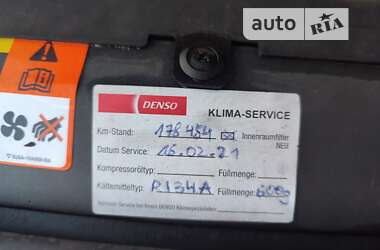 auto RIA
DENSO
KLIMA-SERVICE
Km-Stand: 178 454 Innenraumfilter
NEU
Datum Service: 16.02.21
Kompressoröltyp: Füllmenge:
Kältemitteltyp: R134A Füllmenge: 600g